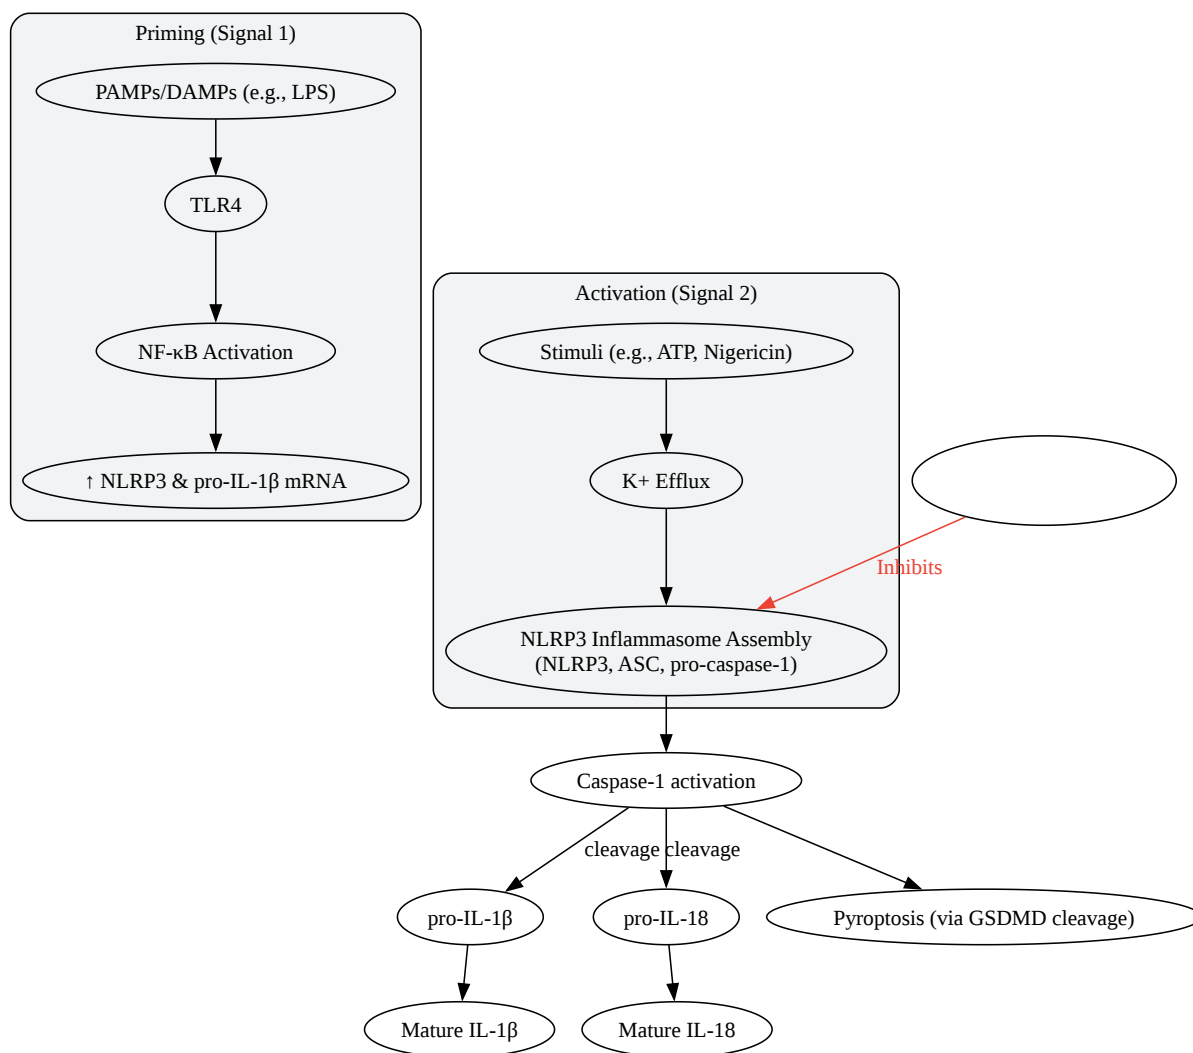 Priming (Signal 1)
PAMPs/DAMPs (e.g., LPS)
TLR4
NF-κB Activation
↑ NLRP3 & pro-IL-1β mRNA
Activation (Signal 2)
Stimuli (e.g., ATP, Nigericin)
K+ Efflux
Inhibits
NLRP3 Inflammasome Assembly
(NLRP3, ASC, pro-caspase-1)
Caspase-1 activation
cleavage
cleavage
pro-IL-1β
pro-IL-18
Pyroptosis (via GSDMD cleavage)
Mature IL-1β
Mature IL-18